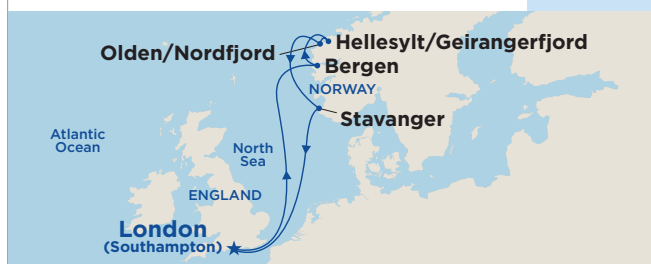 Olden/Nordfjord
Hellesylt/Geirangerfjord
Bergen
NORWAY
Stavanger
Atlantic
Ocean
North
Sea
ENGLAND
London
(Southampton)